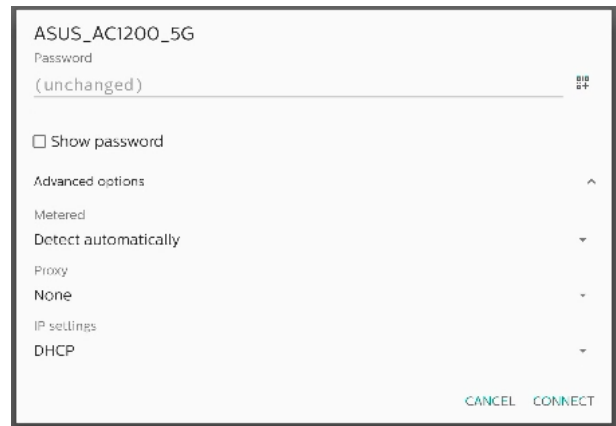 ASUS_AC1200_5G
Password
(unchanged)
Show password
Advanced options
Metered
Detect automatically
Proxy
None
IP settings
DHCP
CANCEL CONNECT